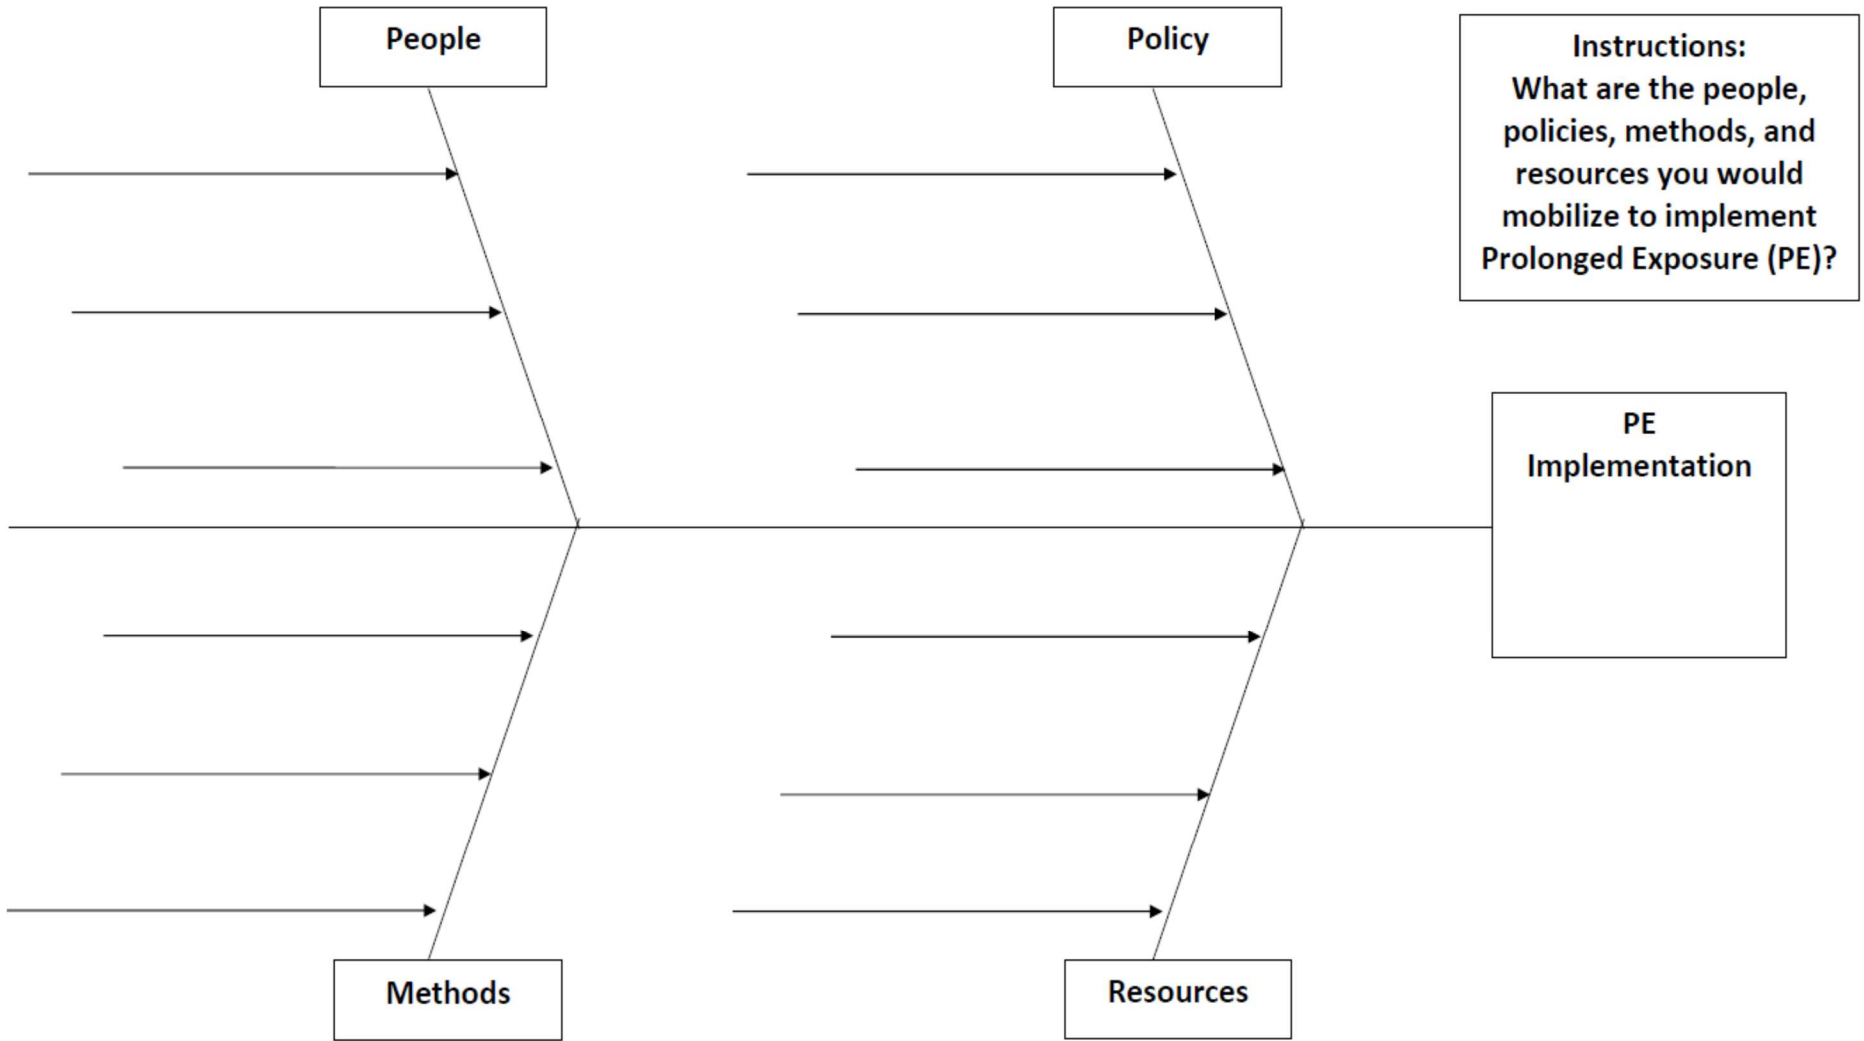 People
Policy
Instructions:
What are the people,
policies, methods, and
resources you would
mobilize to implement
Prolonged Exposure (PE)?
PE
Implementation
Methods
Resources